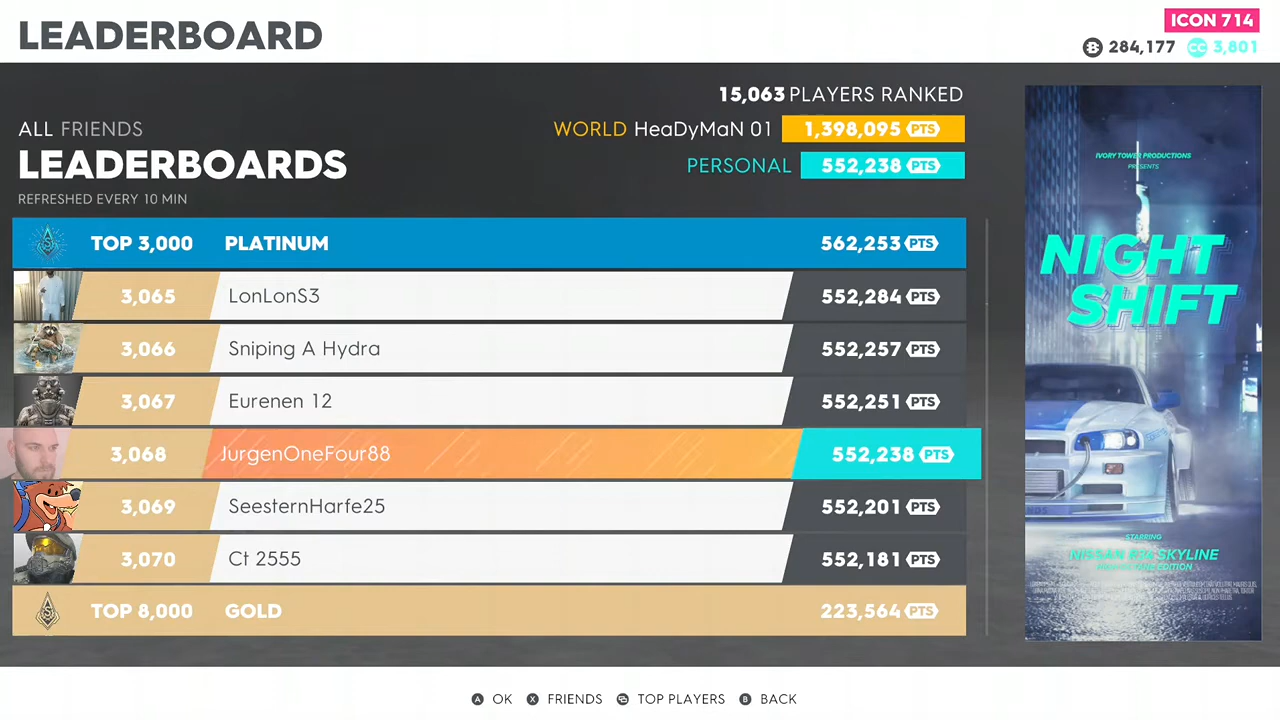 LEADERBOARD
ICON 714
284,177 CC 3,801
15,063 PLAYERS RANKED
ALL FRIENDS
WORLD HeaDyMaN 01 1,398,095 PTS
LEADERBOARDS
PERSONAL 552,238 PTS
REFRESHED EVERY 10 MIN
TOP 3,000 PLATINUM 562,253 PTS
3,065 LonLonS3 552,284 PTS
3,066 Sniping A Hydra 552,257 PTS
3,067 Eurenen 12 552,251 PTS
3,068 JurgenOneFour88 552,238 PTS
3,069 SeesternHarfe25 552,201 PTS
3,070 Ct 2555 552,181 PTS
TOP 8,000 GOLD 223,564 PTS
IVORY TOWER PRODUCTIONS
PRESENTS
NIGHT
SHIFT
STARRING
NISSAN R34 SKYLINE
A OK X FRIENDS TOP PLAYERS B BACK